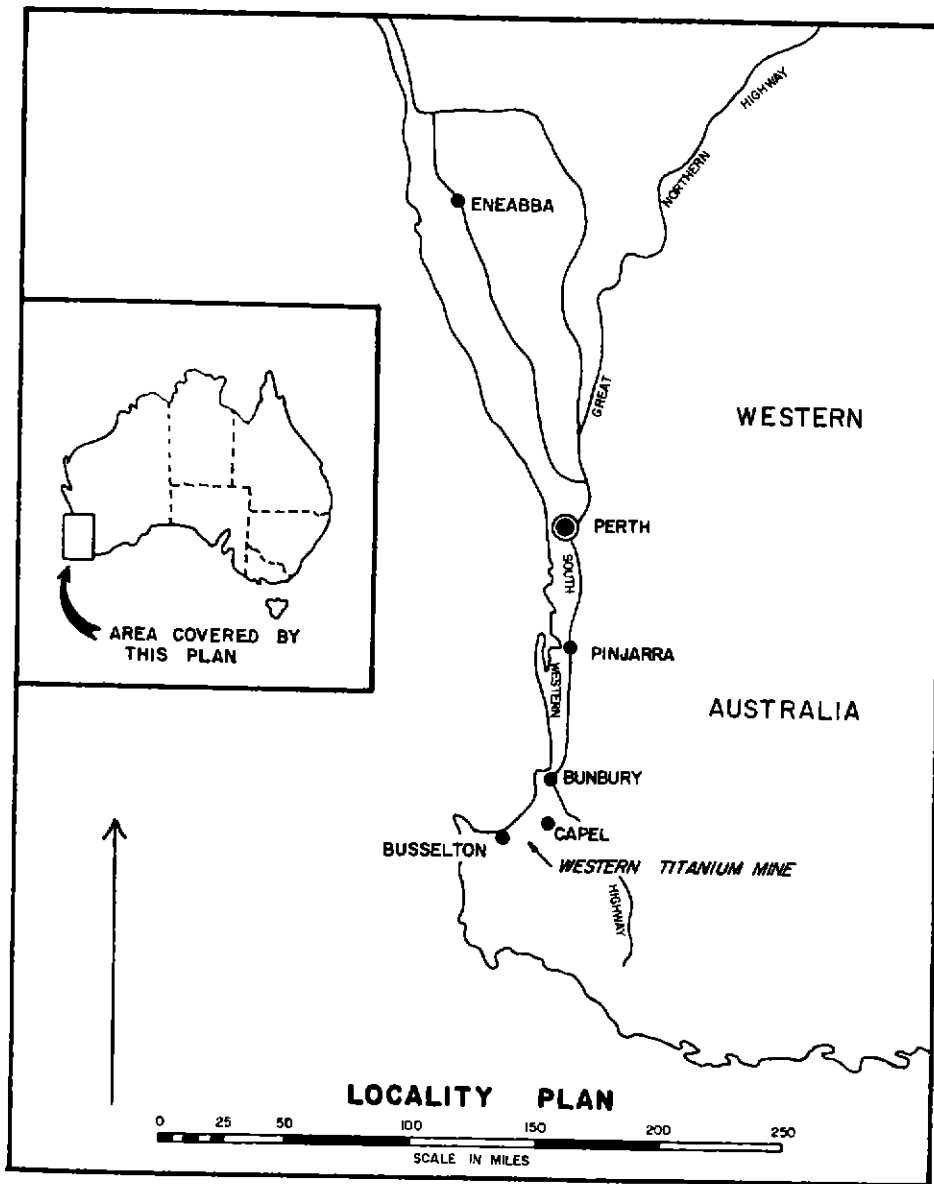 HIGHWAY
NORTHERN
GREAT
ENEABBA
WESTERN
PERTH
SOUTH
AREA COVERED BY
THIS PLAN
PINJARRA
WESTERN
AUSTRALIA
BUNBURY
CAPEL
BUSSELTON
WESTERN TITANIUM MINE
HIGHWAY
LOCALITY PLAN
0 25 50 100 150 200 250
SCALE IN MILES